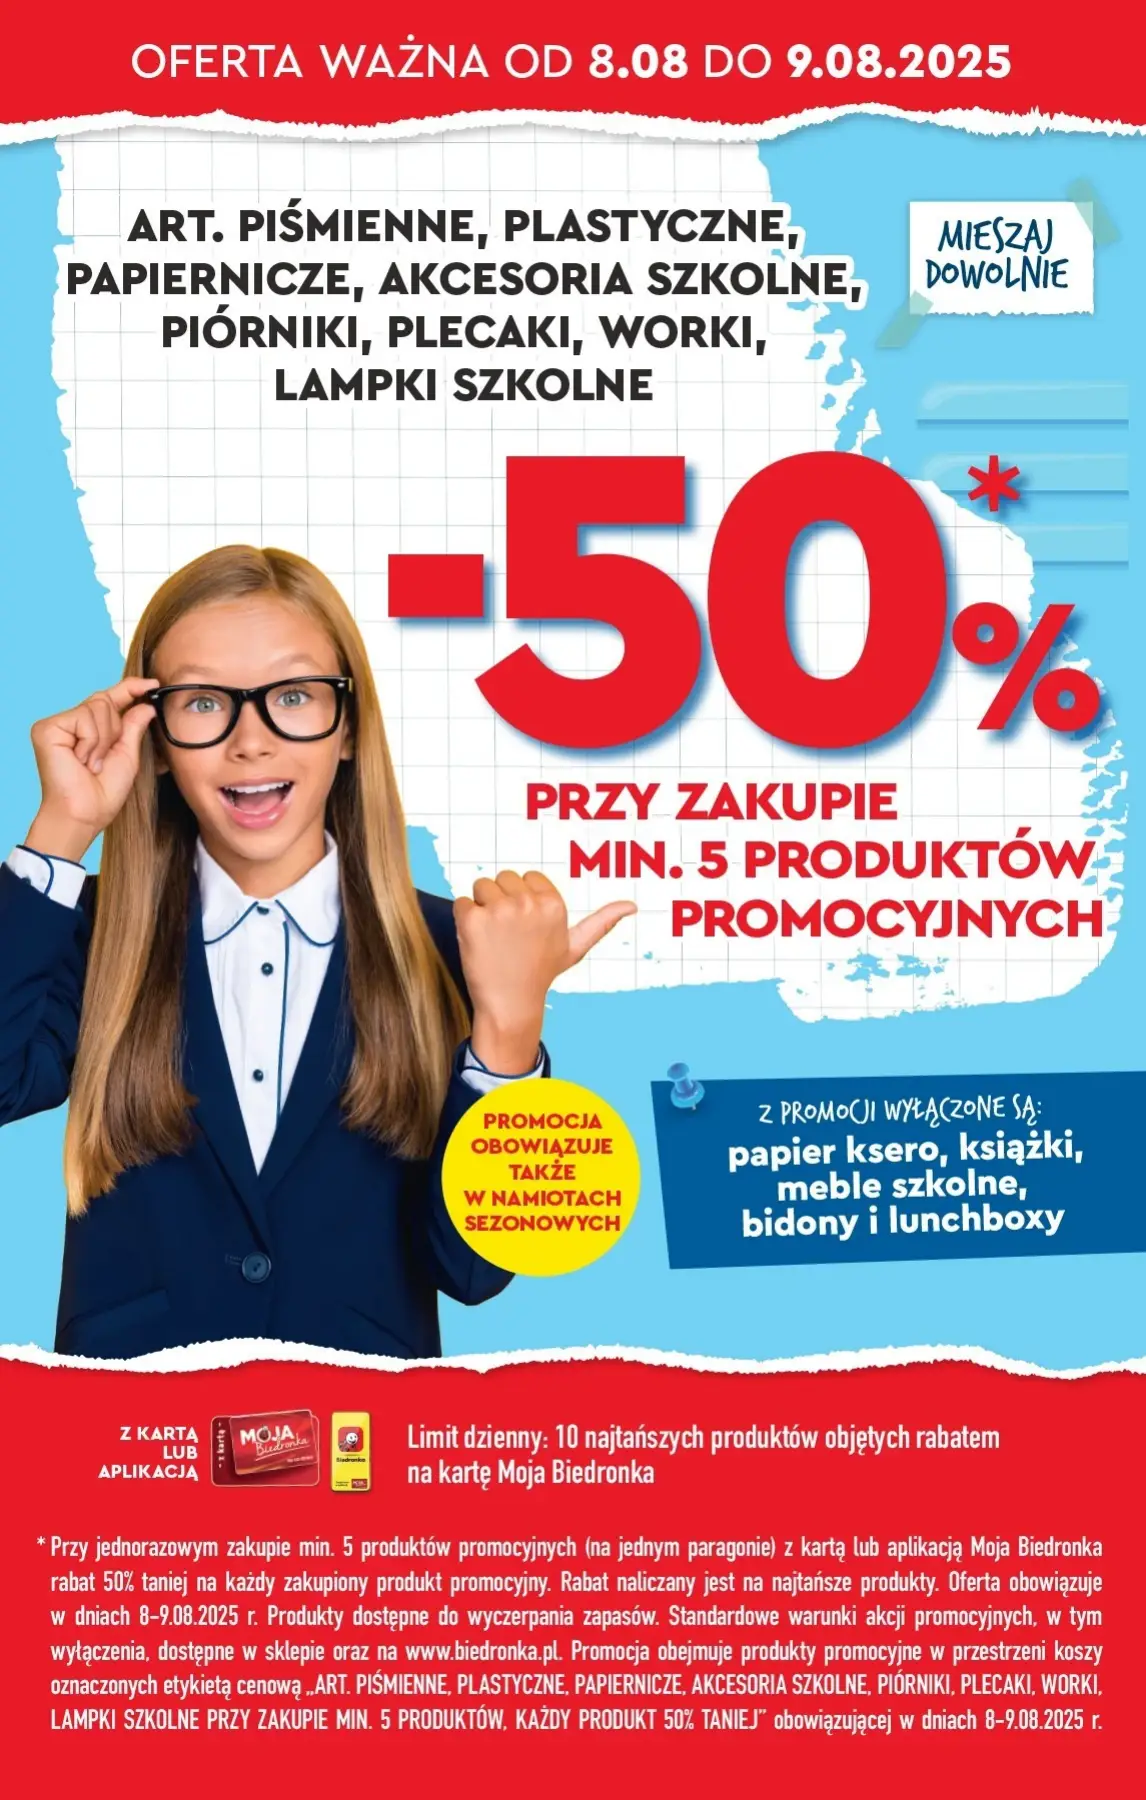 OFERTA WAŻNA OD 8.08 DO 9.08.2025
ART. PIŚMIENNE, PLASTYCZNE,
PAPIERNICZE, AKCESORIA SZKOLNE,
PIÓRNIKI, PLECAKI, WORKI,
LAMPKI SZKOLNE
MIESZAJ
DOWOLNIE
-50%*
PRZY ZAKUPIE
MIN. 5 PRODUKTÓW
PROMOCYJNYCH
PROMOCJA
OBOWIĄZUJE
TAKŻE
W NAMIOTACH
SEZONOWYCH
Z PROMOCJI WYŁĄCZONE SĄ:
papier ksero, książki,
meble szkolne,
bidony i lunchboxy
Z KARTĄ
LUB
APLIKACJĄ
z kartą
MOJA
Biedronka
Biedronka
Limit dzienny: 10 najtańszych produktów objętych rabatem
na kartę Moja Biedronka
* Przy jednorazowym zakupie min. 5 produktów promocyjnych (na jednym paragonie) z kartą lub aplikacją Moja Biedronka
rabat 50% taniej na każdy zakupiony produkt promocyjny. Rabat naliczany jest na najtańsze produkty. Oferta obowiązuje
w dniach 8-9.08.2025 r. Produkty dostępne do wyczerpania zapasów. Standardowe warunki akcji promocyjnych, w tym
wyłączenia, dostępne w sklepie oraz na www.biedronka.pl. Promocja obejmuje produkty promocyjne w przestrzeni koszy
oznaczonych etykietą cenową „ART. PIŚMIENNE, PLASTYCZNE, PAPIERNICZE, AKCESORIA SZKOLNE, PIÓRNIKI, PLECAKI, WORKI,
LAMPKI SZKOLNE PRZY ZAKUPIE MIN. 5 PRODUKTÓW, KAŻDY PRODUKT 50% TANIEJ” obowiązującej w dniach 8-9.08.2025 r.